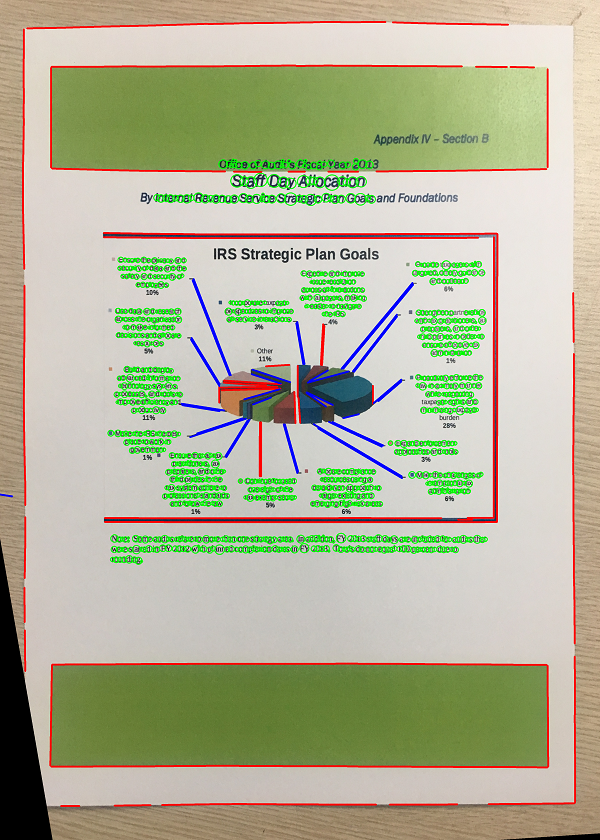 Appendix IV – Section B
Office of Audit's Fiscal Year 2013
Staff Day Allocation
By Internal Revenue Service Strategic Plan Goals and Foundations
IRS Strategic Plan Goals
Ensure the privacy and
security of data and the
safety and security of
employees
10%
Use data and research
across the organization
to make informed
decisions and allocate
resources
5%
Build and deploy
advanced information
technology systems,
processes, and tools to
improve efficiency and
productivity
11%
Make the IRS the best
place to work in
government
1%
Ensure that all tax
practitioners, tax
preparers, and other
third parties in the
tax system adhere to
professional standards
and follow the law
1%
Incorporate taxpayer
perspectives to improve
all service interactions
3%
Other
11%
Expedite and improve
issue resolution
across all interactions
with taxpayers, making
it easier to navigate
the IRS
4%
Continue focused
oversight of the
tax-exempt sector
5%
Allocate compliance
resources using a
data-driven approach to
target existing and
emerging high-risk areas
6%
Provide taxpayers with
targeted, timely guidance
and outreach
6%
Strengthen partnerships
with tax practitioners, tax
preparers, and other
third parties to
ensure effective tax
administration
1%
Proactively enforce the
law in a timely manner
while respecting
taxpayer rights and
minimizing taxpayer
burden
28%
Expand enforcement
approaches and tools
3%
Meet the challenges of
international tax
administration
6%
Note: Some audits relate to more than one strategy area. In addition, FY 2013 staff days are included for audits that
were started in FY 2012 with planned completion dates in FY 2013. Totals do not equal 100 percent due to
rounding.